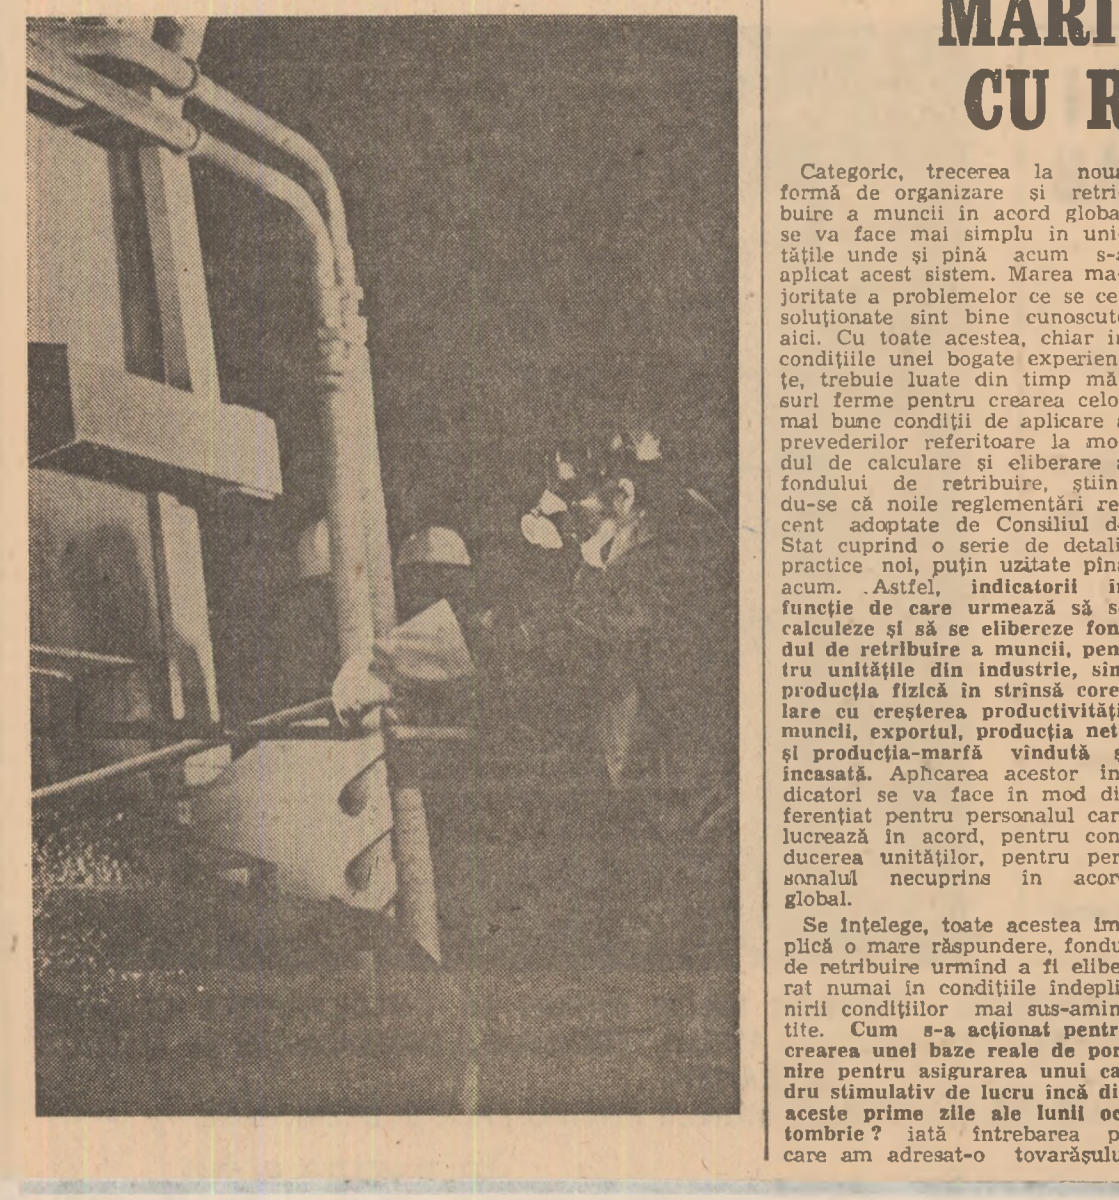 MARI
CU R
Categoric, trecerea la noua
formă de organizare și retri-
buire a muncii in acord global
se va face mai simplu in uni-
tățile unde și pină acum s-a
aplicat acest sistem. Marea ma-
joritate a problemelor ce se cer
soluționate sint bine cunoscute
aici. Cu toate acestea, chiar in
condițiile unei bogate experien-
țe, trebuie luate din timp mă-
suri ferme pentru crearea celor
mai bune condiții de aplicare a
prevederilor referitoare la mo-
dul de calculare și eliberare a
fondului de retribuire, știin-
du-se că noile reglementări re-
cent adoptate de Consiliul de
Stat cuprind o serie de detalii
practice noi, puțin uzitate pînă
acum. Astfel, indicatorii în
funcție de care urmează să se
calculeze și să se elibereze fon-
dul de retribuire a muncii, pen-
tru unitățile din industrie, sînt
producția fizică în strînsă core-
lare cu creșterea productivității
muncii, exportul, producția netă
și producția-marfă vîndută și
încasată. Aplicarea acestor in-
dicatori se va face în mod di-
ferențiat pentru personalul care
lucrează în acord, pentru con-
ducerea unităților, pentru per-
sonalul necuprins in acord
global.
Se înțelege, toate acestea im-
plică o mare răspundere, fondul
de retribuire urmînd a fi elibe-
rat numai în condițiile îndepli-
nirii condițiilor mai sus-amin-
tite. Cum s-a acționat pentru
crearea unei baze reale de por-
nire pentru asigurarea unui ca-
dru stimulativ de lucru încă din
aceste prime zile ale lunii oc-
tombrie ? iată întrebarea pe
care am adresat-o tovarășului